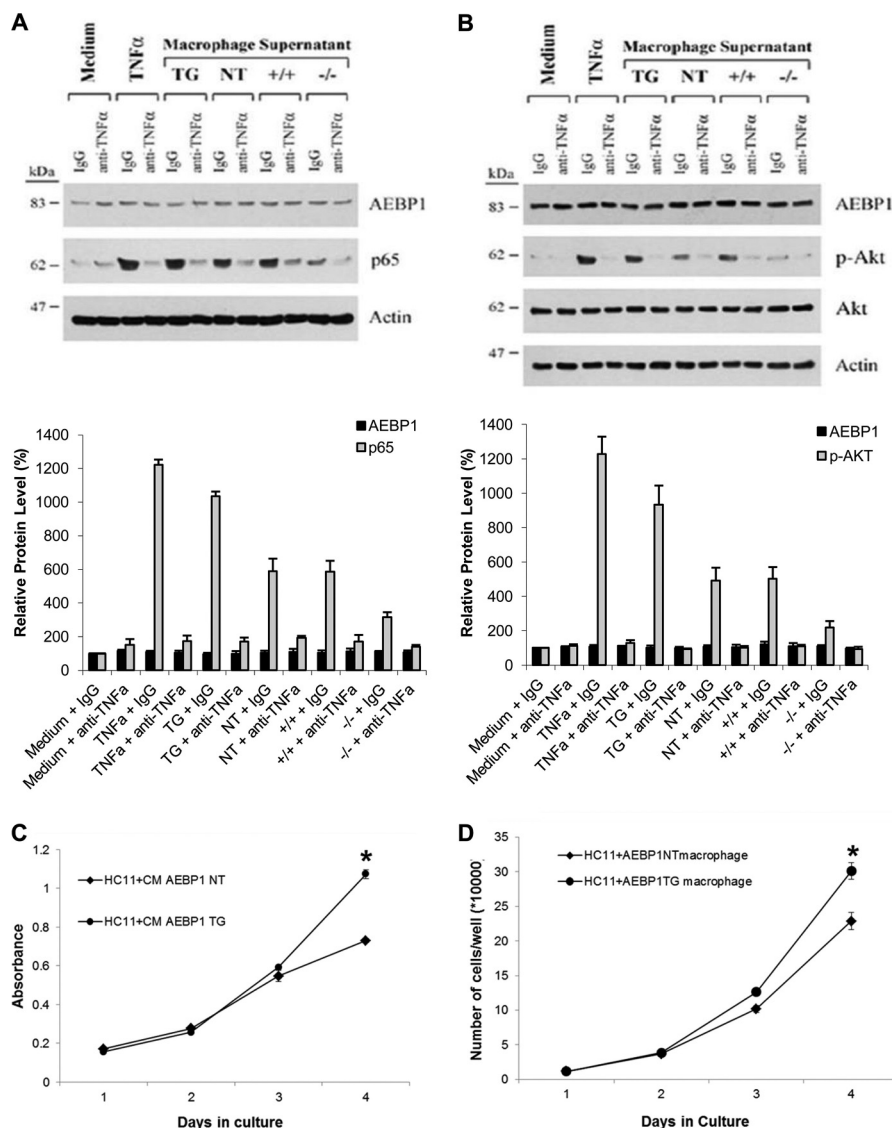 A
Medium
TNFα
Macrophage Supernatant
TG NT +/+ -/-
IgG anti-TNFα IgG anti-TNFα IgG anti-TNFα IgG anti-TNFα IgG anti-TNFα IgG anti-TNFα
kDa
83 AEBP1
62 p65
47
Actin
B
Medium
TNFα
Macrophage Supernatant
TG NT +/+ -/-
IgG anti-TNFα IgG anti-TNFα IgG anti-TNFα IgG anti-TNFα IgG anti-TNFα IgG anti-TNFα
kDa
83 AEBP1
62 p-Akt
62 Akt
47
Actin
Relative Protein Level (%)
1400
1200
1000
800
600
400
200
0
AEBP1
p65
Medium + IgG
Medium + anti-TNFa
TNFa + IgG
TNFa + anti-TNFa
TG + IgG
TG + anti-TNFa
NT + IgG
NT + anti-TNFa
+/+ + IgG
+/+ + anti-TNFa
-/- + IgG
-/- + anti-TNFa
Relative Protein Level (%)
1400
1200
1000
800
600
400
200
0
AEBP1
p-AKT
Medium + IgG
Medium + anti-TNFa
TNFa + IgG
TNFa + anti-TNFa
TG + IgG
TG + anti-TNFa
NT + IgG
NT + anti-TNFa
+/+ + IgG
+/+ + anti-TNFa
-/- + IgG
-/- + anti-TNFa
C
Absorbance
1.2
1
0.8
0.6
0.4
0.2
0
HC11+CM AEBP1 NT
HC11+CM AEBP1 TG
*
1 2 3 4
Days in culture
D
Number of cells/well (*10000)
35
30
25
20
15
10
5
0
HC11+AEBP1NTmacrophage
HC11+AEBP1TG macrophage
*
1 2 3 4
Days in Culture